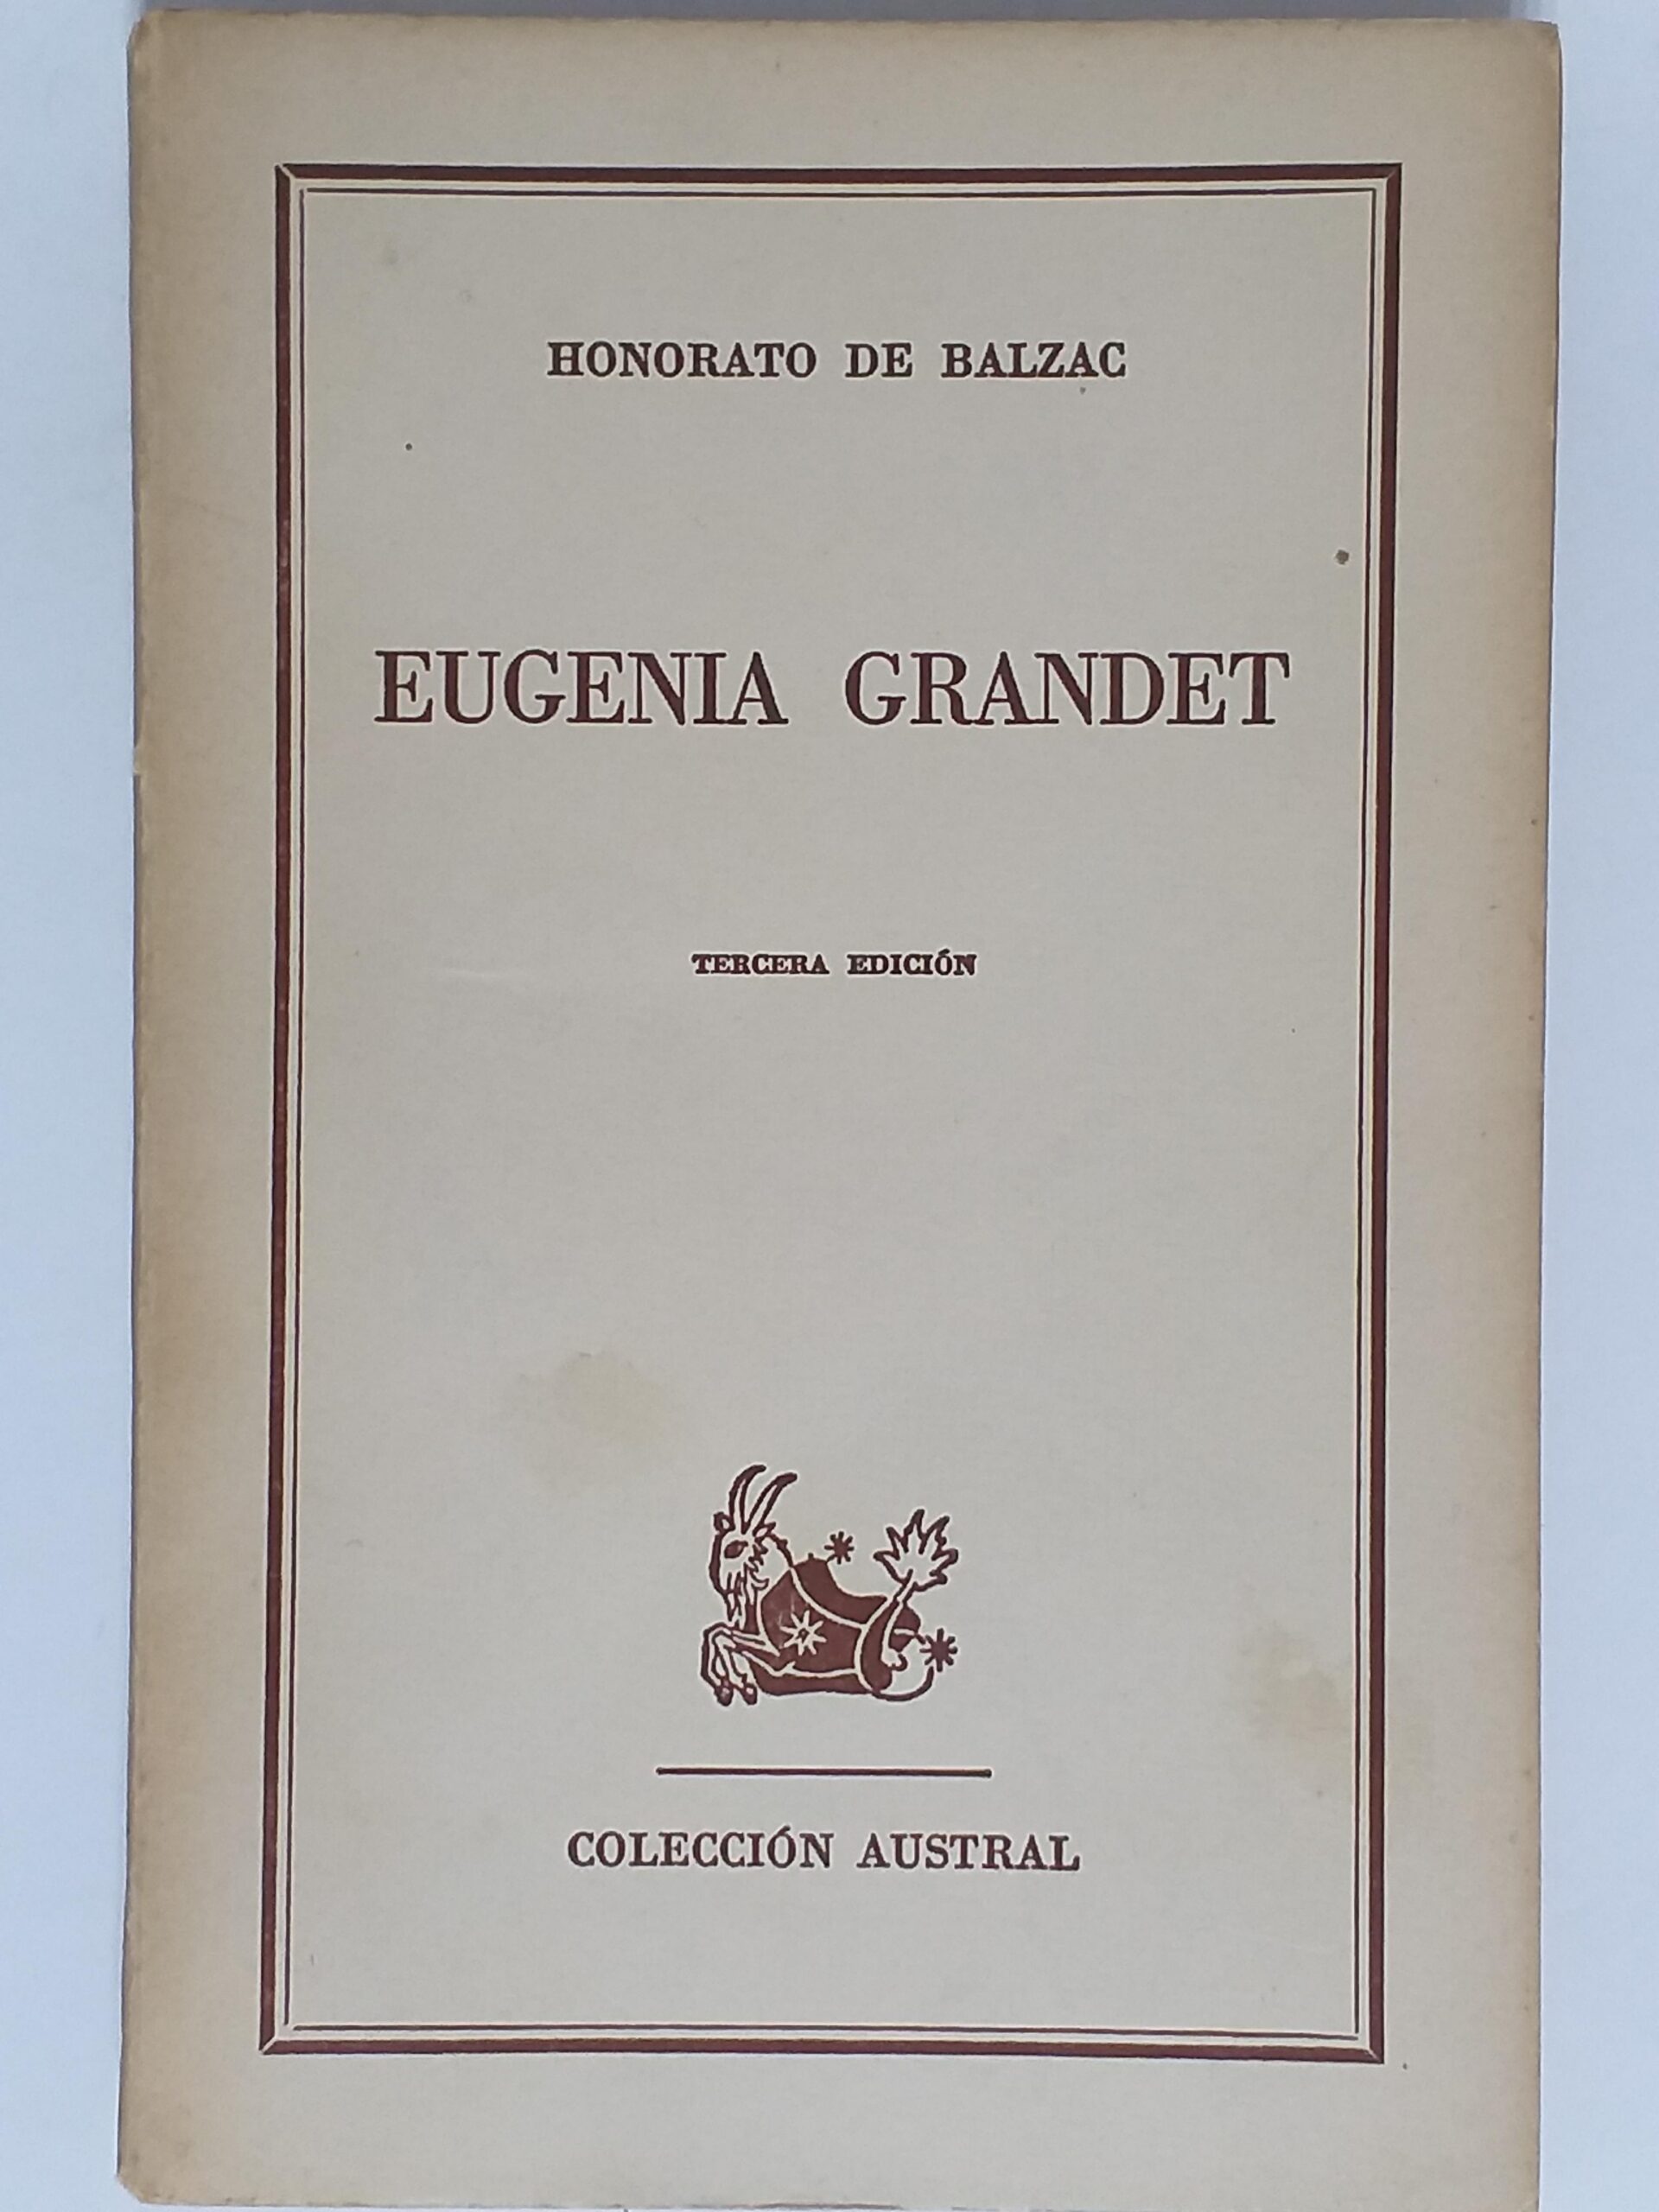 HONORATO DE BALZAC
EUGENIA GRANDET
TERCERA EDICIÓN
COLECCIÓN AUSTRAL